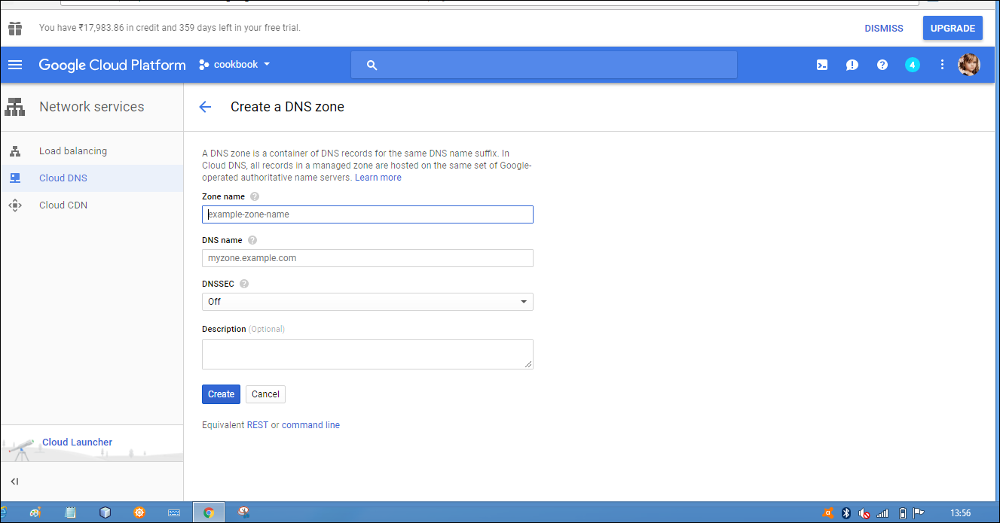 You have ₹17,983.86 in credit and 359 days left in your free trial.
DISMISS
UPGRADE
Google Cloud Platform
cookbook
4
Network services
Create a DNS zone
Load balancing
Cloud DNS
Cloud CDN
A DNS zone is a container of DNS records for the same DNS name suffix. In
Cloud DNS, all records in a managed zone are hosted on the same set of Google-
operated authoritative name servers. Learn more
Zone name
example-zone-name
DNS name
myzone.example.com
DNSSEC
Off
Description (Optional)
Create
Cancel
Equivalent REST or command line
Cloud Launcher
13:56